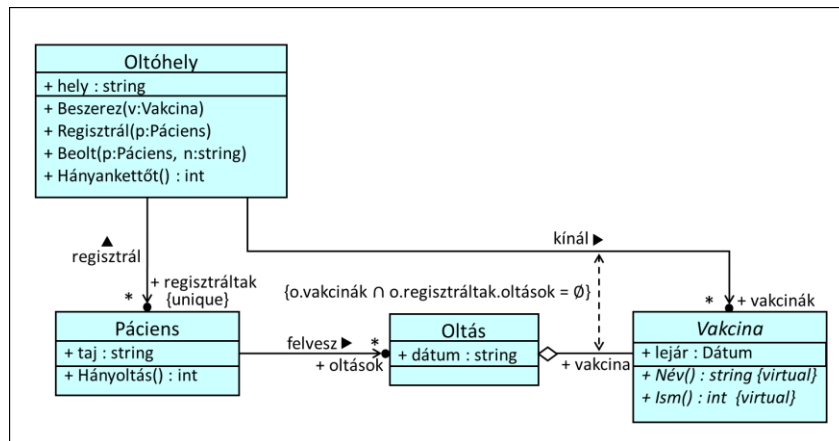 Oltóhely
+ hely : string
+ Beszerez(v:Vakcina)
+ Regisztrál(p:Páciens)
+ Beolt(p:Páciens, n:string)
+ Hányankettőt() : int
▲
regisztrál
kínál ▶
+ regisztráltak
{unique}
*
{o.vakcinák ∩ o.regisztráltak.oltások = ∅}
*
+ vakcinák
Páciens
+ taj : string
+ Hányoltás() : int
felvesz ▶
*
+ oltások
Oltás
+ dátum : string
+ vakcina
Vakcina
+ lejár : Dátum
+ Név() : string {virtual}
+ Ism() : int {virtual}